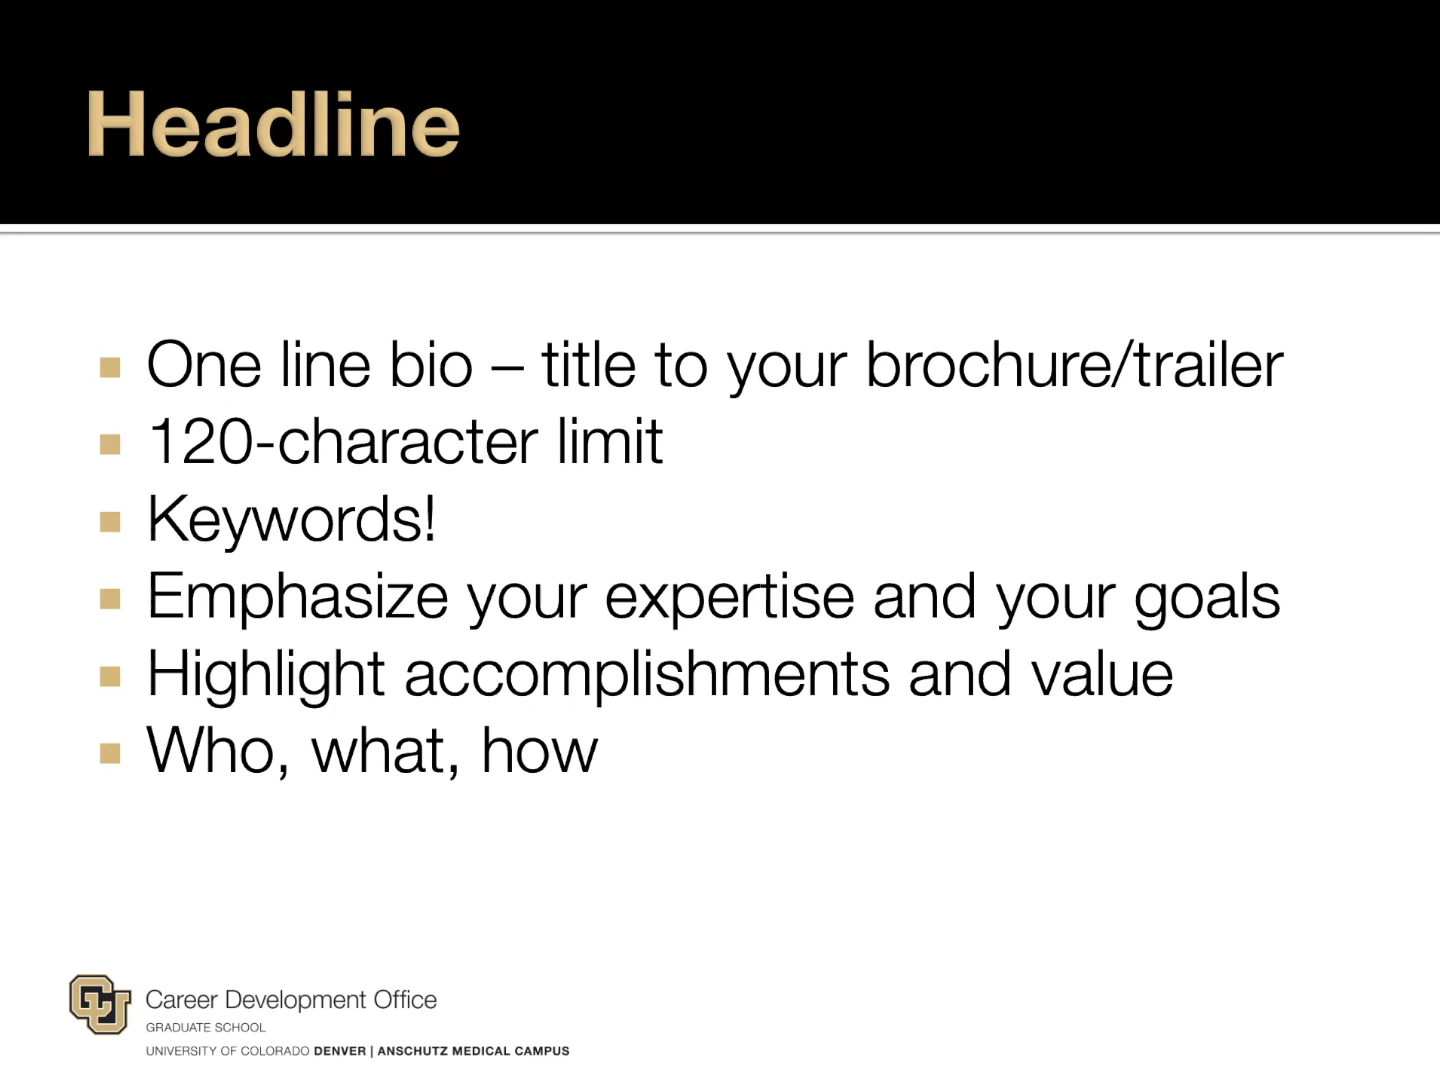 Headline
One line bio – title to your brochure/trailer
120-character limit
Keywords!
Emphasize your expertise and your goals
Highlight accomplishments and value
Who, what, how
CU
Career Development Office
GRADUATE SCHOOL
UNIVERSITY OF COLORADO DENVER | ANSCHUTZ MEDICAL CAMPUS